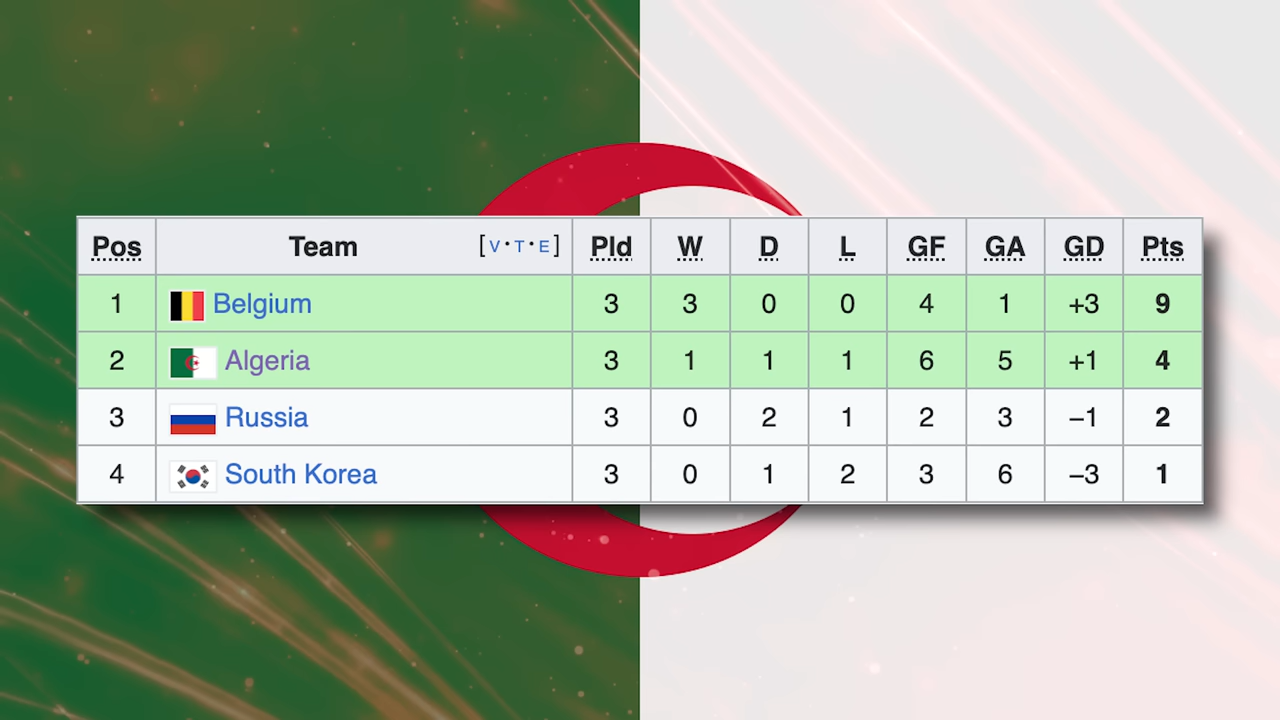 Pos Team [V·T·E] Pld W D L GF GA GD Pts
1 Belgium 3 3 0 0 4 1 +3 9
2 Algeria 3 1 1 1 6 5 +1 4
3 Russia 3 0 2 1 2 3 −1 2
4 South Korea 3 0 1 2 3 6 −3 1